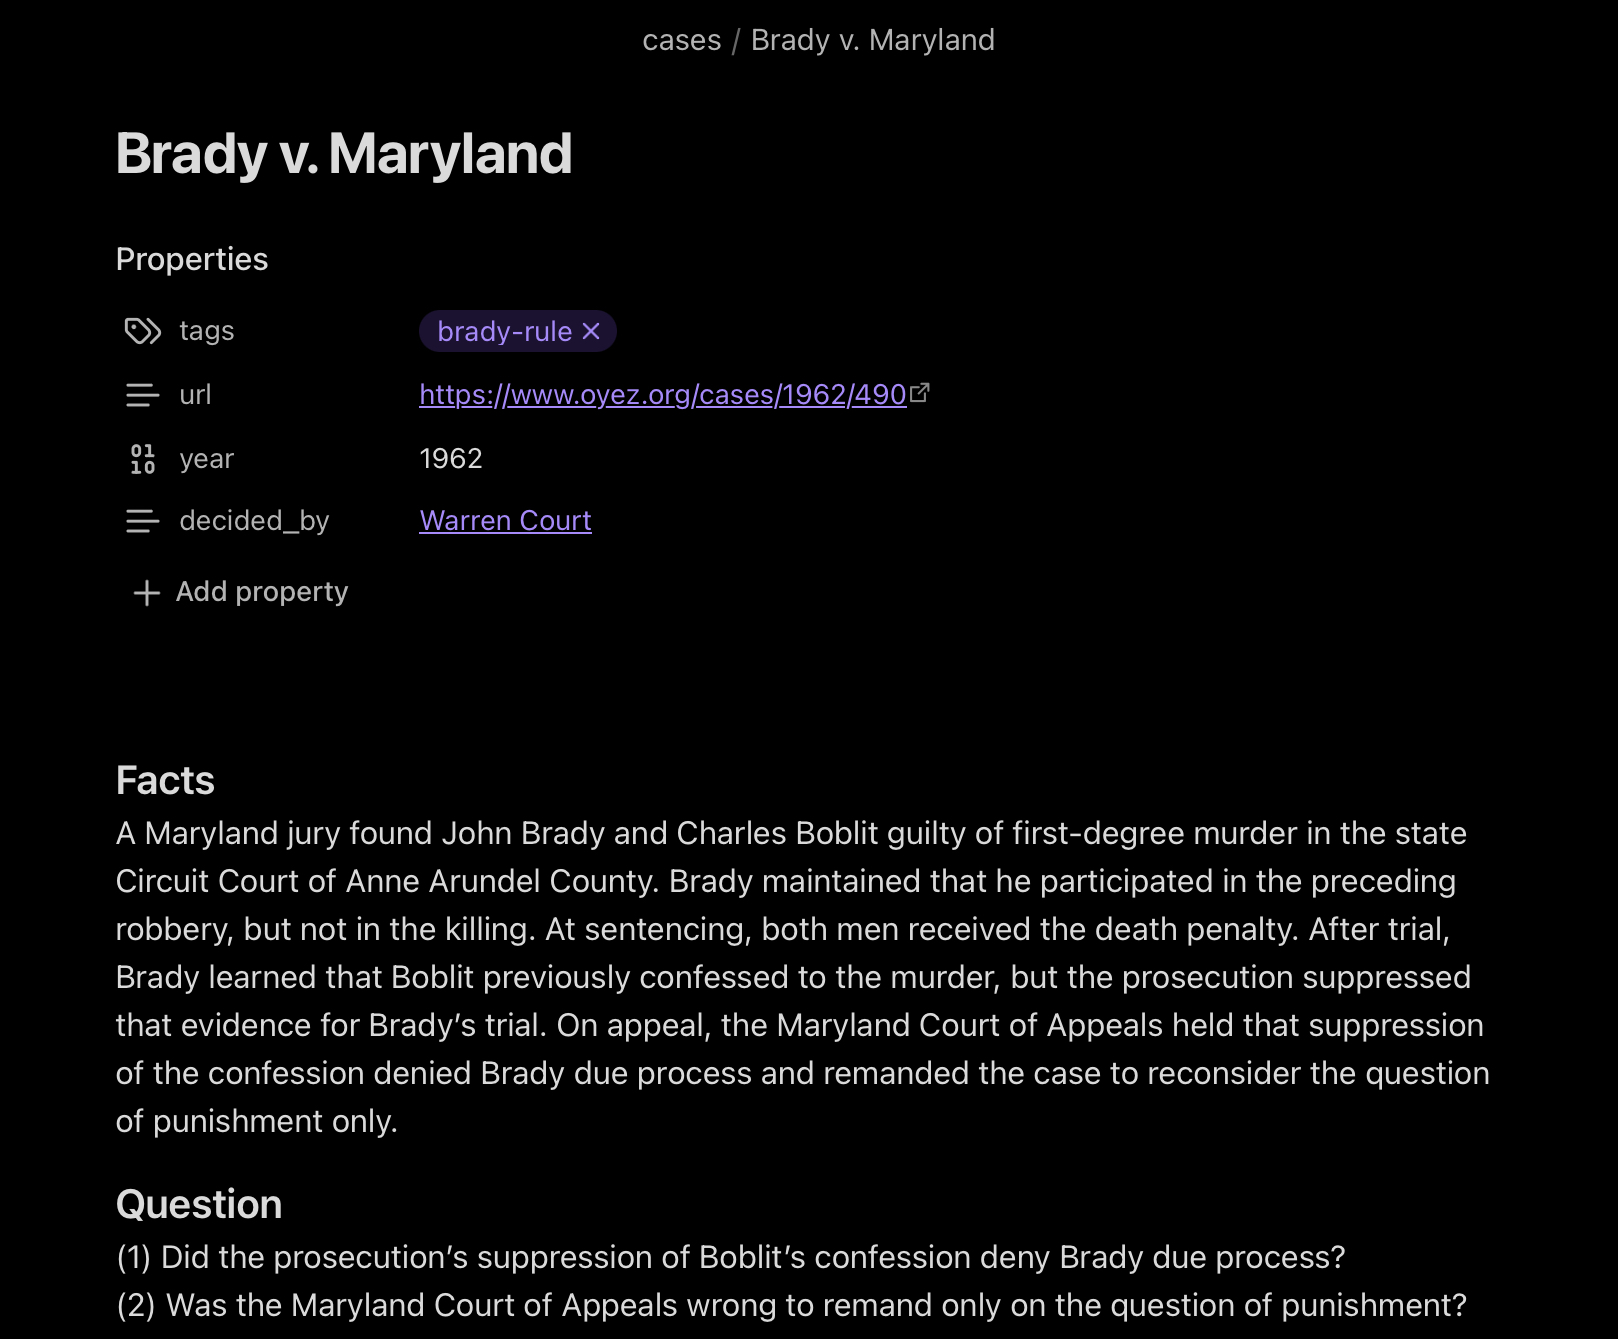 cases / Brady v. Maryland
Brady v. Maryland
Properties
tags brady-rule
url https://www.oyez.org/cases/1962/490
year 1962
decided_by Warren Court
Add property
Facts
A Maryland jury found John Brady and Charles Boblit guilty of first-degree murder in the state
Circuit Court of Anne Arundel County. Brady maintained that he participated in the preceding
robbery, but not in the killing. At sentencing, both men received the death penalty. After trial,
Brady learned that Boblit previously confessed to the murder, but the prosecution suppressed
that evidence for Brady’s trial. On appeal, the Maryland Court of Appeals held that suppression
of the confession denied Brady due process and remanded the case to reconsider the question
of punishment only.
Question
(1) Did the prosecution’s suppression of Boblit’s confession deny Brady due process?
(2) Was the Maryland Court of Appeals wrong to remand only on the question of punishment?